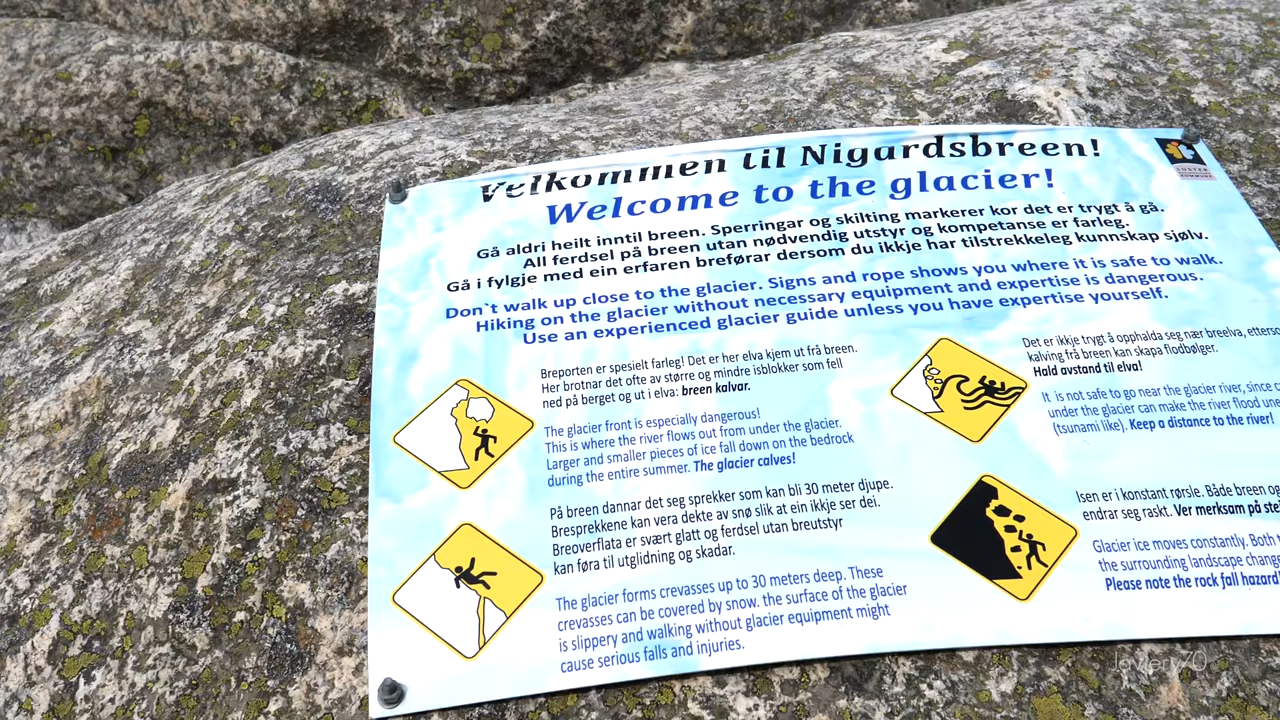 Velkommen til Nigardsbreen!
Welcome to the glacier!
Gå aldri heilt inntil breen. Sperringar og skilting markerer kor det er trygt å gå.
All ferdsel på breen utan nødvendig utstyr og kompetanse er farleg.
Gå i fylgje med ein erfaren breførar dersom du ikkje har tilstrekkeleg kunnskap sjølv.
Don`t walk up close to the glacier. Signs and rope shows you where it is safe to walk.
Hiking on the glacier without necessary equipment and expertise is dangerous.
Use an experienced glacier guide unless you have expertise yourself.
Breporten er spesielt farleg! Det er her elva kjem ut frå breen.
Her brotnar det ofte av større og mindre isblokker som fell
ned på berget og ut i elva: breen kalvar.
The glacier front is especially dangerous!
This is where the river flows out from under the glacier.
Larger and smaller pieces of ice fall down on the bedrock
during the entire summer. The glacier calves!
På breen dannar det seg sprekker som kan bli 30 meter djupe.
Bresprekkene kan vera dekte av snø slik at ein ikkje ser dei.
Breoverflata er svært glatt og ferdsel utan breutstyr
kan føra til utglidning og skadar.
The glacier forms crevasses up to 30 meters deep. These
crevasses can be covered by snow. the surface of the glacier
is slippery and walking without glacier equipment might
cause serious falls and injuries.
Det er ikkje trygt å opphalda seg nær breelva, etterso
kalving frå breen kan skapa flodbølger.
Hald avstand til elva!
It is not safe to go near the glacier river, since c
under the glacier can make the river flood une
(tsunami like). Keep a distance to the river!
Isen er i konstant rørsle. Både breen og
endrar seg raskt. Ver merksam på stei
Glacier ice moves constantly. Both t
the surrounding landscape change
Please note the rock fall hazard!
LUSTER
KOMMUNE
Javiery70